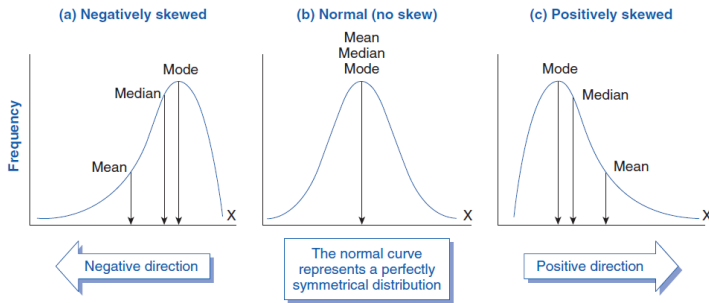 (a) Negatively skewed
(b) Normal (no skew)
(c) Positively skewed
Frequency
Mode
Median
Mean
X
Mean
Median
Mode
X
Mode
Median
Mean
X
Negative direction
The normal curve
represents a perfectly
symmetrical distribution
Positive direction